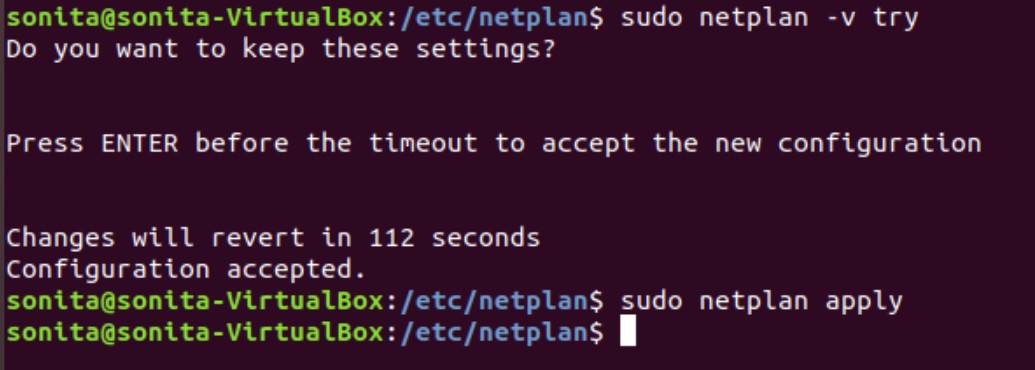 sonita@sonita-VirtualBox:/etc/netplan$ sudo netplan -v try
Do you want to keep these settings?
Press ENTER before the timeout to accept the new configuration
Changes will revert in 112 seconds
Configuration accepted.
sonita@sonita-VirtualBox:/etc/netplan$ sudo netplan apply
sonita@sonita-VirtualBox:/etc/netplan$